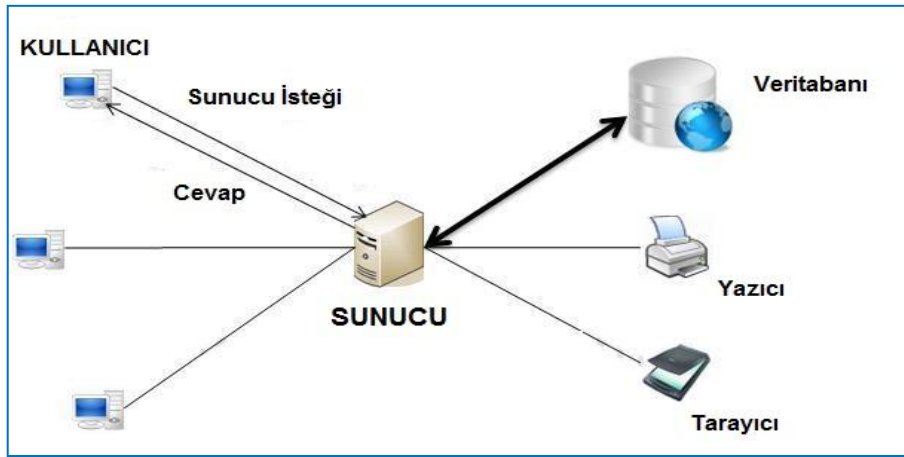 KULLANICI
Sunucu İsteği
Veritabanı
Cevap
Yazıcı
SUNUCU
Tarayıcı